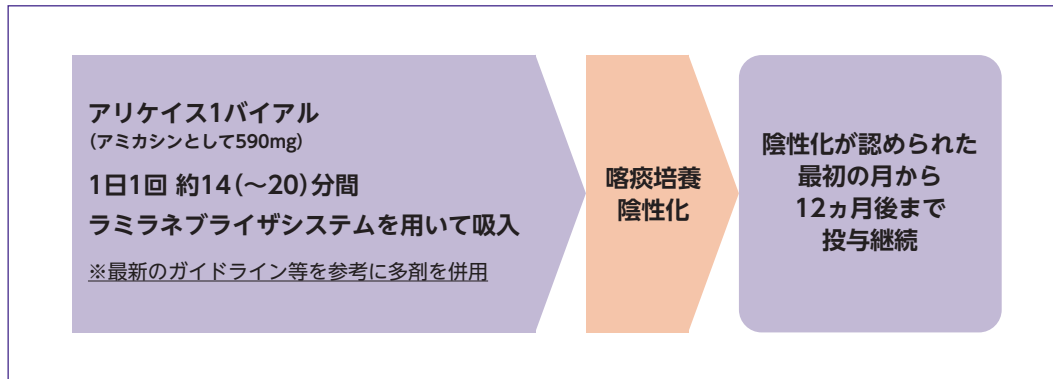 アリケイス1バイアル
(アミカシンとして590mg)
1日1回 約14(～20)分間
ラミラネブライザシステムを用いて吸入
※最新のガイドライン等を参考に多剤を併用
喀痰培養
陰性化
陰性化が認められた
最初の月から
12ヵ月後まで
投与継続